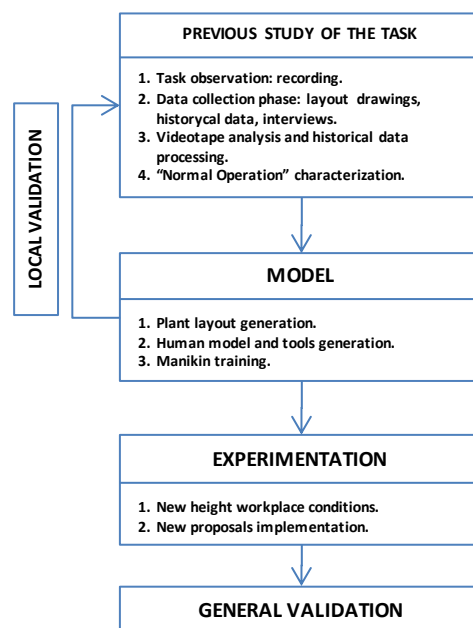 PREVIOUS STUDY OF THE TASK
1. Task observation: recording.
2. Data collection phase: layout drawings,
historycal data, interviews.
3. Videotape analysis and historical data
processing.
4. “Normal Operation” characterization.
LOCAL VALIDATION
MODEL
1. Plant layout generation.
2. Human model and tools generation.
3. Manikin training.
EXPERIMENTATION
1. New height workplace conditions.
2. New proposals implementation.
GENERAL VALIDATION